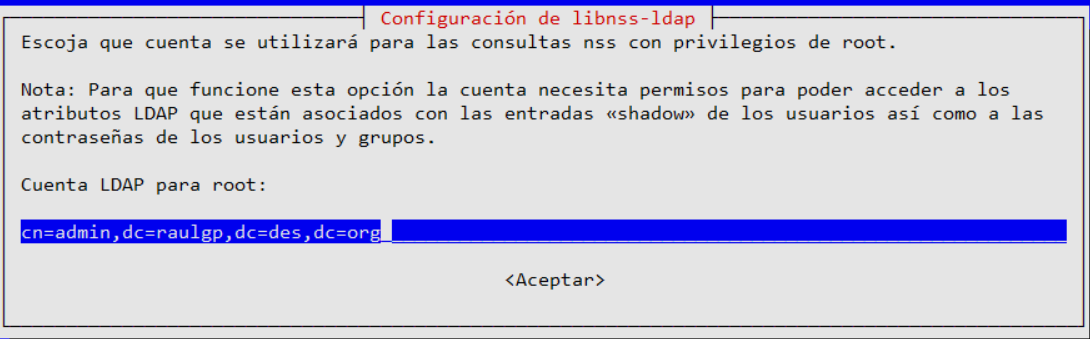 Configuración de libnss-ldap
Escoja que cuenta se utilizará para las consultas nss con privilegios de root.
Nota: Para que funcione esta opción la cuenta necesita permisos para poder acceder a los
atributos LDAP que están asociados con las entradas «shadow» de los usuarios así como a las
contraseñas de los usuarios y grupos.
Cuenta LDAP para root:
cn=admin,dc=raulgp,dc=des,dc=org
<Aceptar>